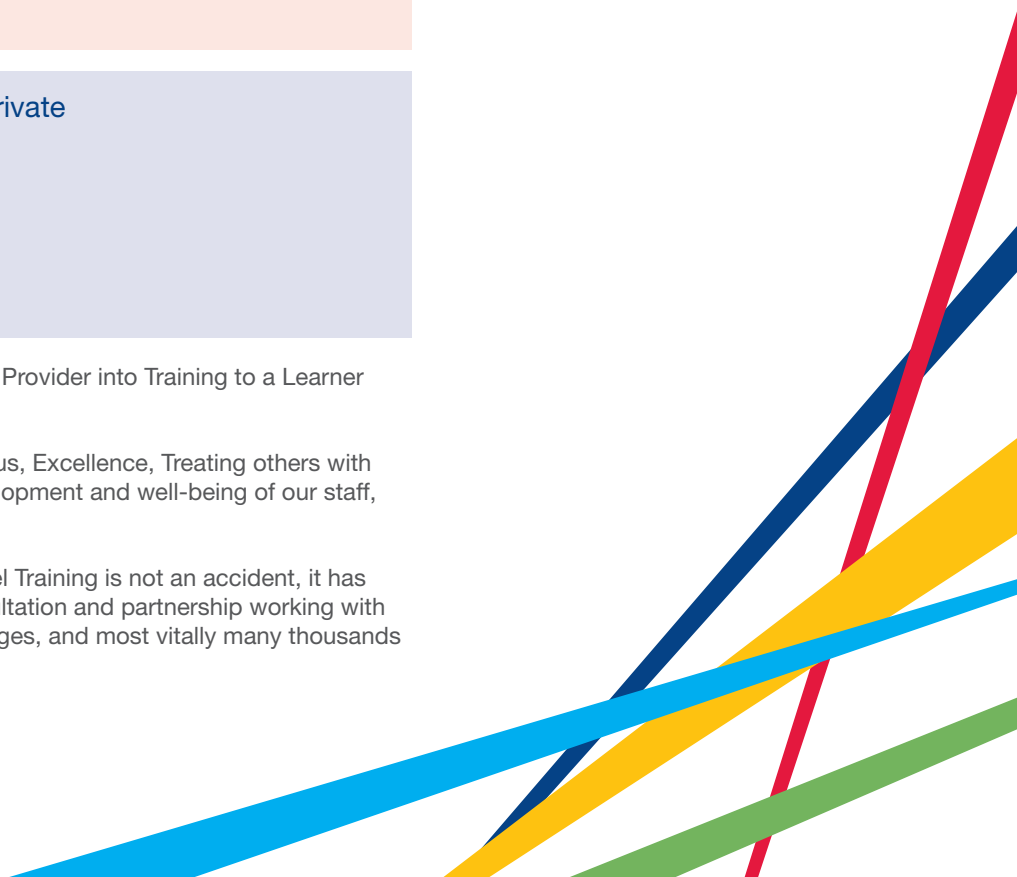 rivate
Provider into Training to a Learner
us, Excellence, Treating others with
opment and well-being of our staff,
el Training is not an accident, it has
ltation and partnership working with
ges, and most vitally many thousands